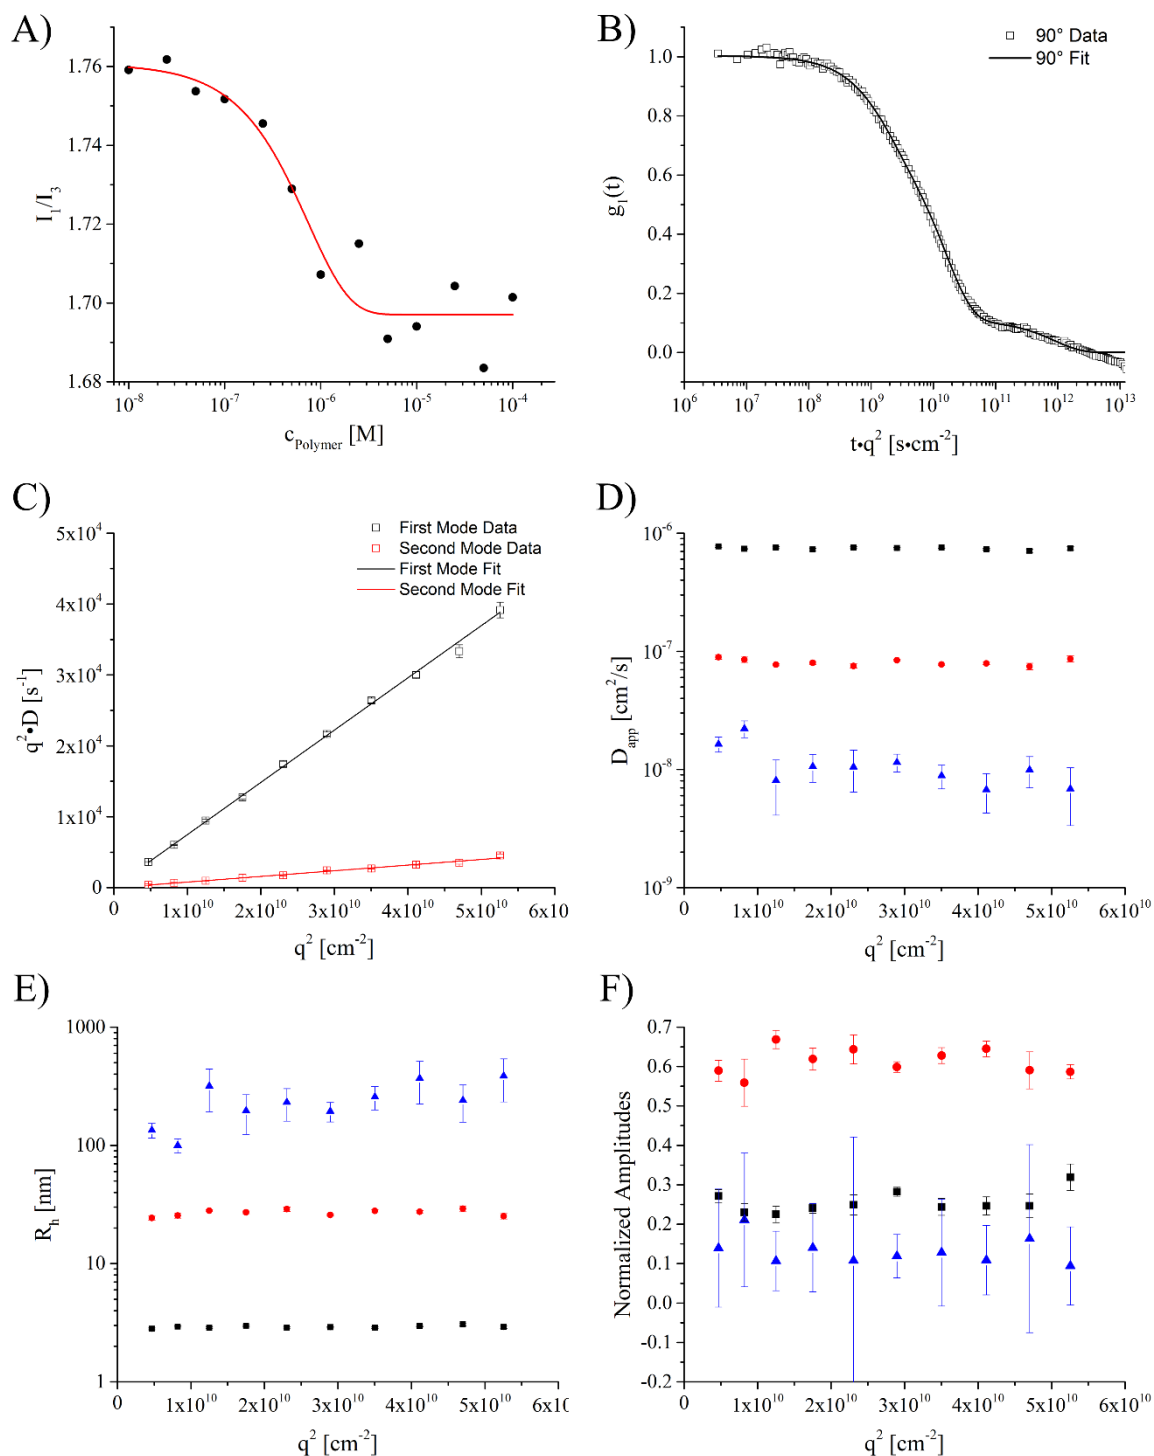 A)
1.76
1.74
1.72
1.70
1.68
I₁/I₃
10⁻⁸ 10⁻⁷ 10⁻⁶ 10⁻⁵ 10⁻⁴
c_Polymer [M]
B)
90° Data
90° Fit
1.0
0.8
0.6
0.4
0.2
0.0
g₁(t)
10⁶ 10⁷ 10⁸ 10⁹ 10¹⁰ 10¹¹ 10¹² 10¹³
t•q² [s•cm⁻²]
C)
First Mode Data
Second Mode Data
First Mode Fit
Second Mode Fit
5x10⁴
4x10⁴
3x10⁴
2x10⁴
1x10⁴
0
q²•D [s⁻¹]
0 1x10¹⁰ 2x10¹⁰ 3x10¹⁰ 4x10¹⁰ 5x10¹⁰ 6x10
q² [cm⁻²]
D)
10⁻⁶
10⁻⁷
10⁻⁸
10⁻⁹
D_app [cm²/s]
0 1x10¹⁰ 2x10¹⁰ 3x10¹⁰ 4x10¹⁰ 5x10¹⁰ 6x10¹⁰
q² [cm⁻²]
E)
1000
100
10
1
R_h [nm]
0 1x10¹⁰ 2x10¹⁰ 3x10¹⁰ 4x10¹⁰ 5x10¹⁰ 6x10
q² [cm⁻²]
F)
0.7
0.6
0.5
0.4
0.3
0.2
0.1
0.0
-0.1
-0.2
Normalized Amplitudes
0 1x10¹⁰ 2x10¹⁰ 3x10¹⁰ 4x10¹⁰ 5x10¹⁰ 6x10¹⁰
q² [cm⁻²]